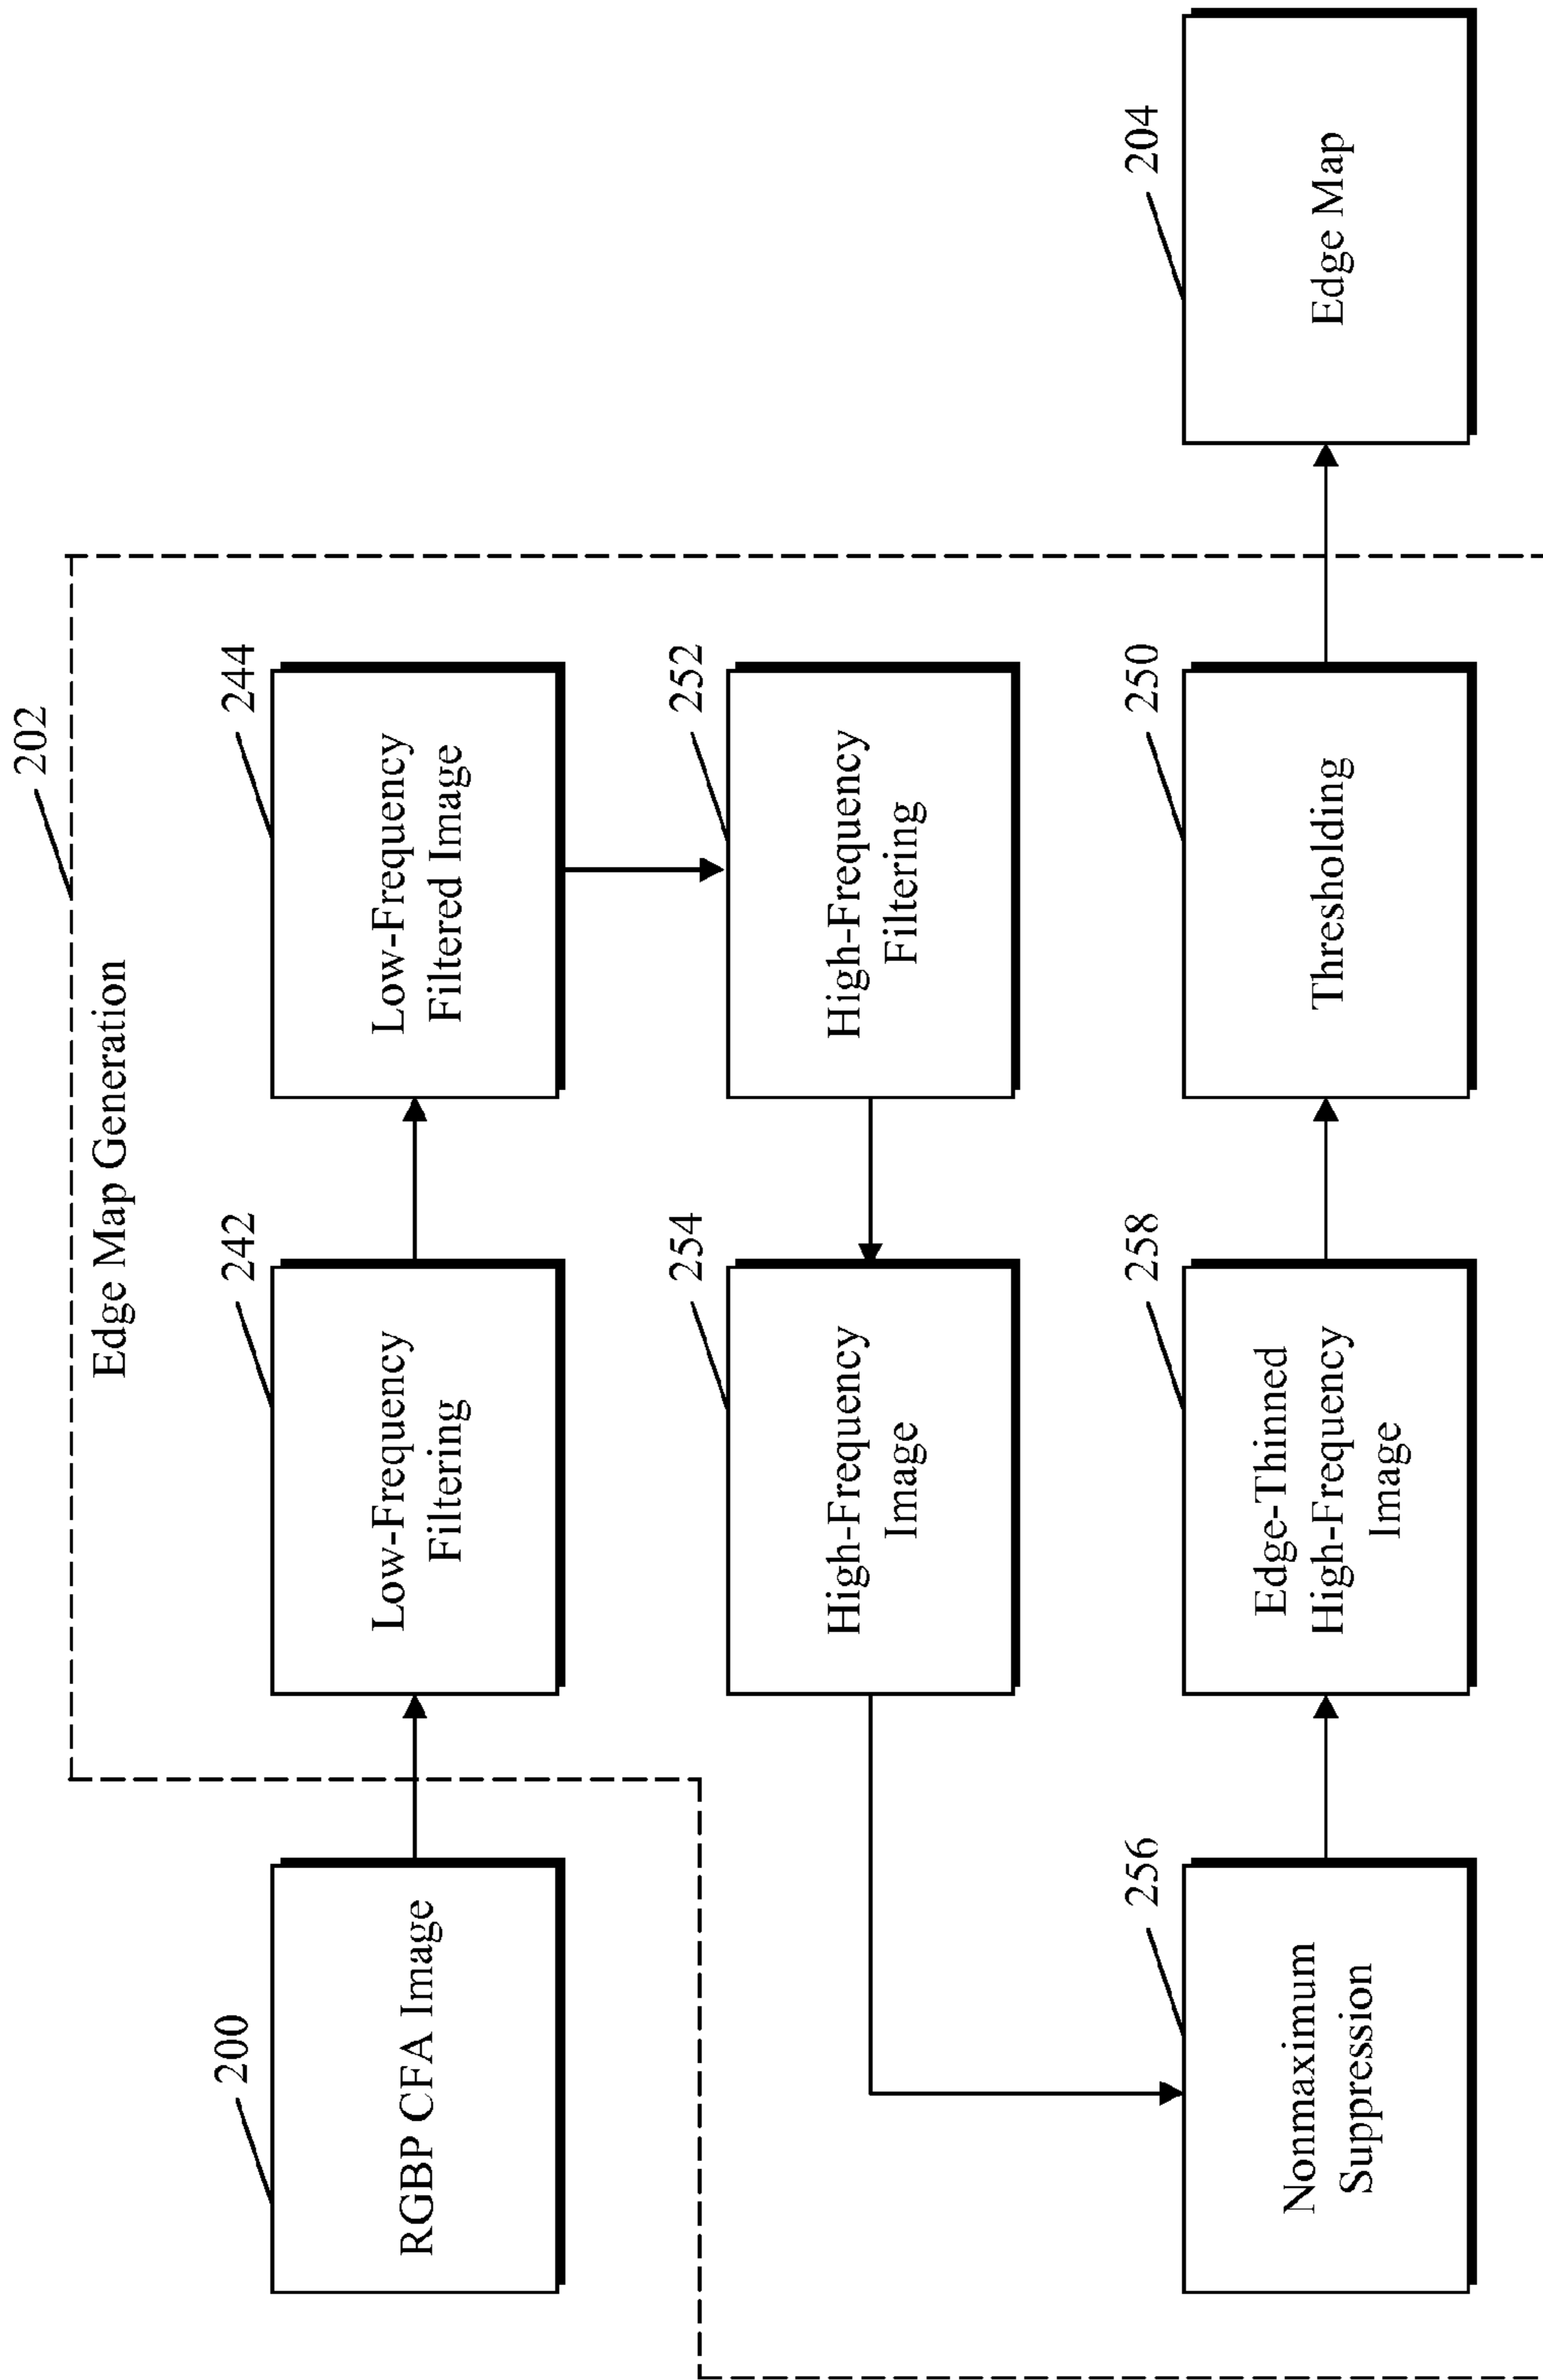 202
Edge Map Generation
200
RGBP CFA Image
242
Low-Frequency
Filtering
244
Low-Frequency
Filtered Image
254
High-Frequency
Image
252
High-Frequency
Filtering
256
Nonmaximum
Suppression
258
Edge-Thinned
High-Frequency
Image
250
Thresholding
204
Edge Map